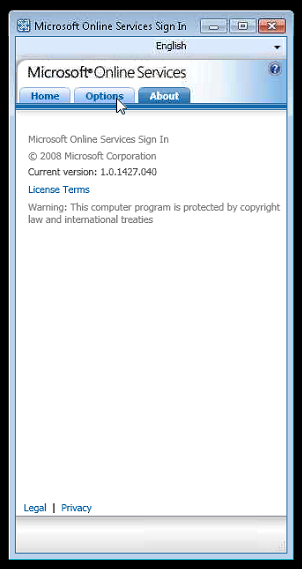 Microsoft Online Services Sign In
English
Microsoft® Online Services
?
Home Options About
Microsoft Online Services Sign In
© 2008 Microsoft Corporation
Current version: 1.0.1427.040
License Terms
Warning: This computer program is protected by copyright
law and international treaties
Legal | Privacy